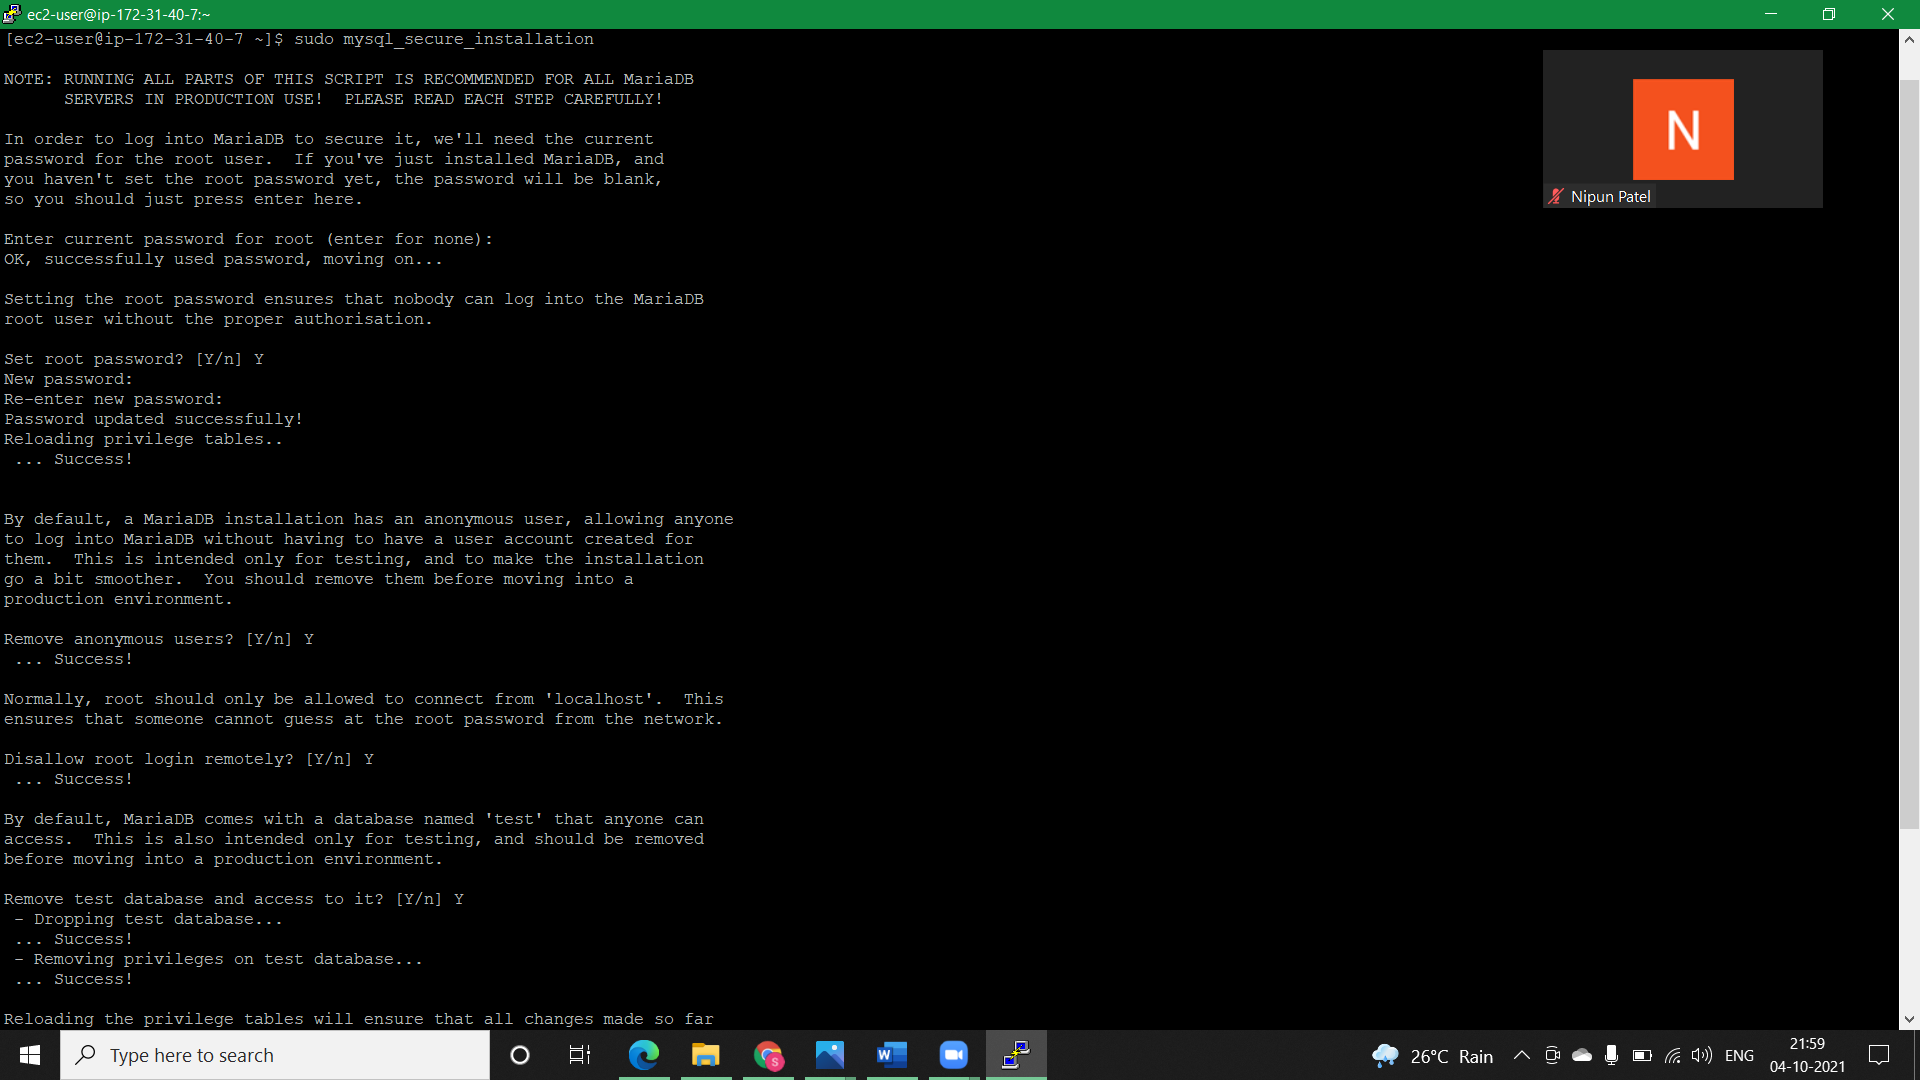 ec2-user@ip-172-31-40-7:~
[ec2-user@ip-172-31-40-7 ~]$ sudo mysql_secure_installation
NOTE: RUNNING ALL PARTS OF THIS SCRIPT IS RECOMMENDED FOR ALL MariaDB
      SERVERS IN PRODUCTION USE!  PLEASE READ EACH STEP CAREFULLY!
In order to log into MariaDB to secure it, we'll need the current
password for the root user.  If you've just installed MariaDB, and
you haven't set the root password yet, the password will be blank,
so you should just press enter here.
Enter current password for root (enter for none):
OK, successfully used password, moving on...
Setting the root password ensures that nobody can log into the MariaDB
root user without the proper authorisation.
Set root password? [Y/n] Y
New password:
Re-enter new password:
Password updated successfully!
Reloading privilege tables..
 ... Success!
By default, a MariaDB installation has an anonymous user, allowing anyone
to log into MariaDB without having to have a user account created for
them.  This is intended only for testing, and to make the installation
go a bit smoother.  You should remove them before moving into a
production environment.
Remove anonymous users? [Y/n] Y
 ... Success!
Normally, root should only be allowed to connect from 'localhost'.  This
ensures that someone cannot guess at the root password from the network.
Disallow root login remotely? [Y/n] Y
 ... Success!
By default, MariaDB comes with a database named 'test' that anyone can
access.  This is also intended only for testing, and should be removed
before moving into a production environment.
Remove test database and access to it? [Y/n] Y
 - Dropping test database...
 ... Success!
 - Removing privileges on test database...
 ... Success!
Reloading the privilege tables will ensure that all changes made so far
N
Nipun Patel
Type here to search
S
W
26°C Rain
ENG
21:59
04-10-2021